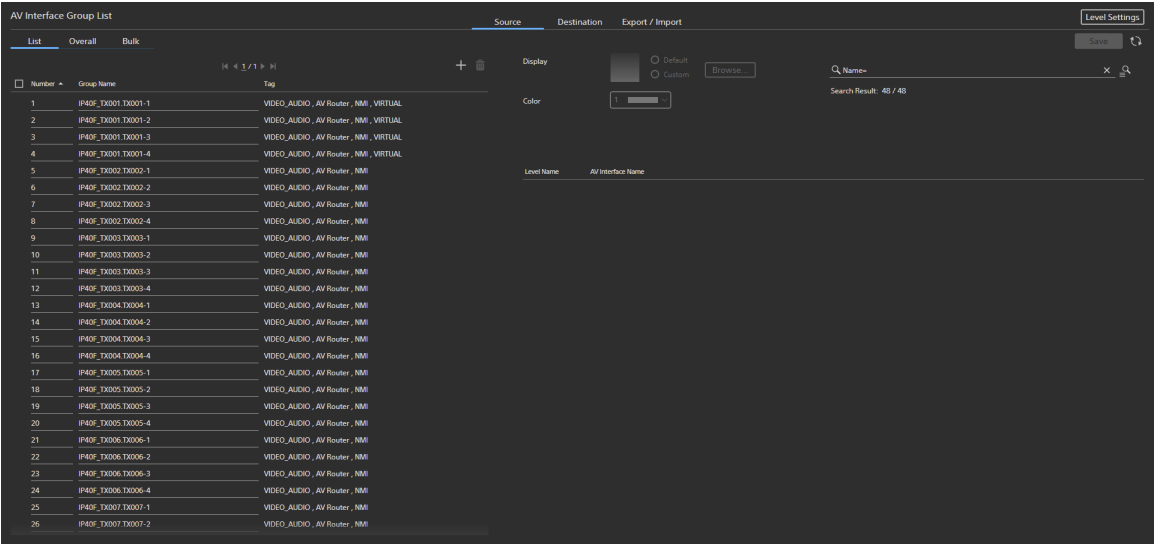 AV Interface Group List
Source Destination Export / Import
Level Settings
List Overall Bulk
Save
1 / 1
Number Group Name Tag
1 IP40F_TX001.TX001-1 VIDEO_AUDIO , AV Router , NMI , VIRTUAL
2 IP40F_TX001.TX001-2 VIDEO_AUDIO , AV Router , NMI , VIRTUAL
3 IP40F_TX001.TX001-3 VIDEO_AUDIO , AV Router , NMI , VIRTUAL
4 IP40F_TX001.TX001-4 VIDEO_AUDIO , AV Router , NMI , VIRTUAL
5 IP40F_TX002.TX002-1 VIDEO_AUDIO , AV Router , NMI
6 IP40F_TX002.TX002-2 VIDEO_AUDIO , AV Router , NMI
7 IP40F_TX002.TX002-3 VIDEO_AUDIO , AV Router , NMI
8 IP40F_TX002.TX002-4 VIDEO_AUDIO , AV Router , NMI
9 IP40F_TX003.TX003-1 VIDEO_AUDIO , AV Router , NMI
10 IP40F_TX003.TX003-2 VIDEO_AUDIO , AV Router , NMI
11 IP40F_TX003.TX003-3 VIDEO_AUDIO , AV Router , NMI
12 IP40F_TX003.TX003-4 VIDEO_AUDIO , AV Router , NMI
13 IP40F_TX004.TX004-1 VIDEO_AUDIO , AV Router , NMI
14 IP40F_TX004.TX004-2 VIDEO_AUDIO , AV Router , NMI
15 IP40F_TX004.TX004-3 VIDEO_AUDIO , AV Router , NMI
16 IP40F_TX004.TX004-4 VIDEO_AUDIO , AV Router , NMI
17 IP40F_TX005.TX005-1 VIDEO_AUDIO , AV Router , NMI
18 IP40F_TX005.TX005-2 VIDEO_AUDIO , AV Router , NMI
19 IP40F_TX005.TX005-3 VIDEO_AUDIO , AV Router , NMI
20 IP40F_TX005.TX005-4 VIDEO_AUDIO , AV Router , NMI
21 IP40F_TX006.TX006-1 VIDEO_AUDIO , AV Router , NMI
22 IP40F_TX006.TX006-2 VIDEO_AUDIO , AV Router , NMI
23 IP40F_TX006.TX006-3 VIDEO_AUDIO , AV Router , NMI
24 IP40F_TX006.TX006-4 VIDEO_AUDIO , AV Router , NMI
25 IP40F_TX007.TX007-1 VIDEO_AUDIO , AV Router , NMI
26 IP40F_TX007.TX007-2 VIDEO_AUDIO , AV Router , NMI
Display
Default
Custom
Browse...
Color 1
Name=
Search Result: 48 / 48
Level Name AV Interface Name